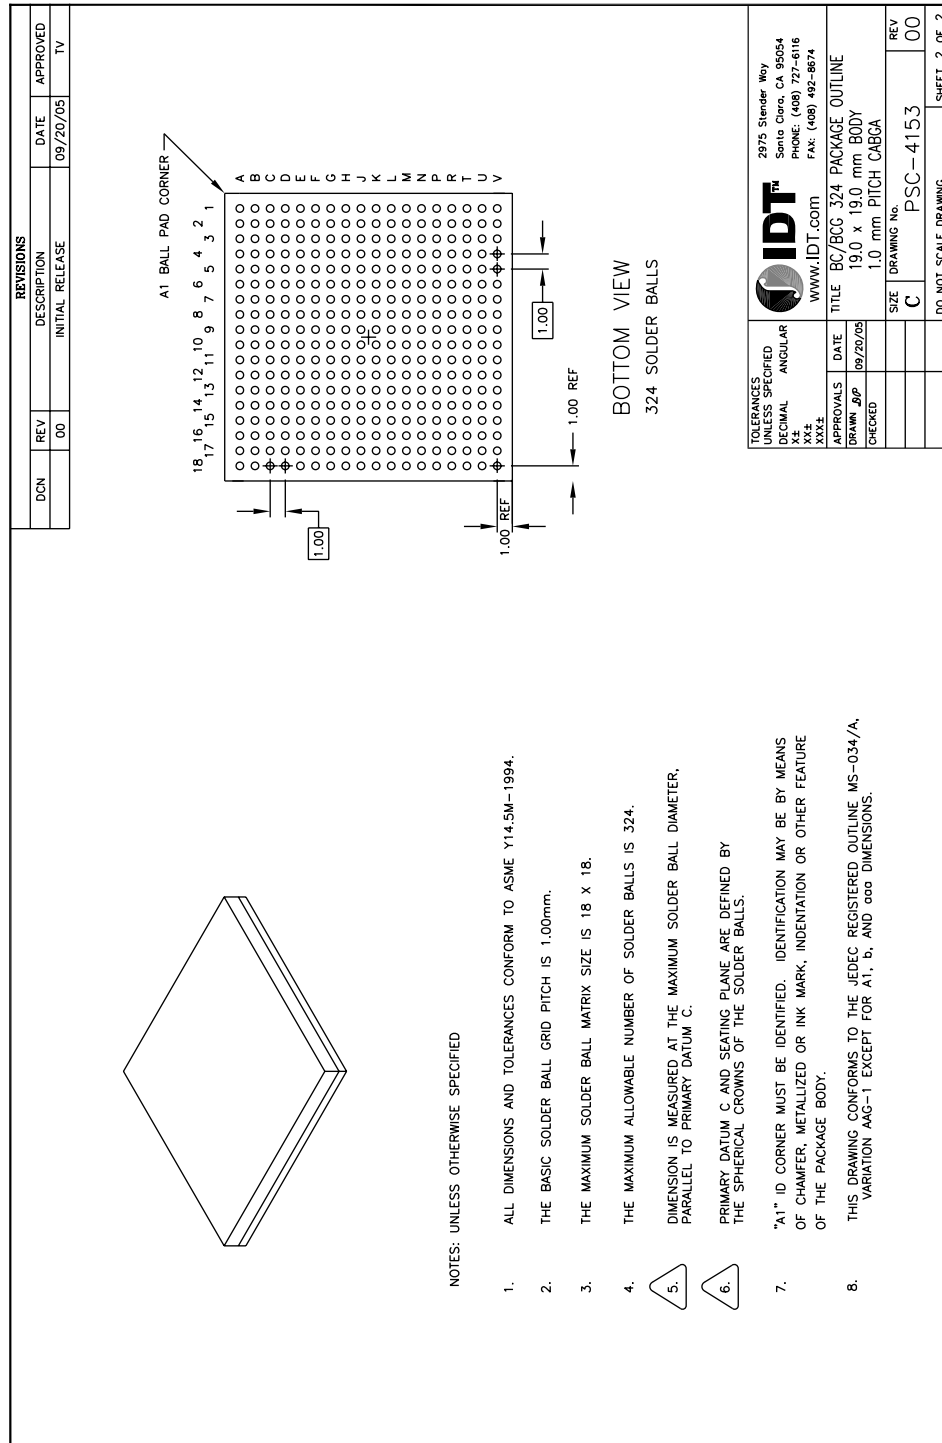 REVISIONS
DCN REV DESCRIPTION DATE APPROVED
00 INITIAL RELEASE 09/20/05 TV
A1 BALL PAD CORNER
A
B
C
D
E
F
G
H
J
K
L
M
N
P
R
T
U
V
18 17 16 15 14 13 12 11 10 9 8 7 6 5 4 3 2 1
1.00
1.00
1.00 REF
1.00 REF
BOTTOM VIEW
324 SOLDER BALLS
NOTES: UNLESS OTHERWISE SPECIFIED
1. ALL DIMENSIONS AND TOLERANCES CONFORM TO ASME Y14.5M-1994.
2. THE BASIC SOLDER BALL GRID PITCH IS 1.00mm.
3. THE MAXIMUM SOLDER BALL MATRIX SIZE IS 18 X 18.
4. THE MAXIMUM ALLOWABLE NUMBER OF SOLDER BALLS IS 324.
5. DIMENSION IS MEASURED AT THE MAXIMUM SOLDER BALL DIAMETER,
PARALLEL TO PRIMARY DATUM C.
6. PRIMARY DATUM C AND SEATING PLANE ARE DEFINED BY
THE SPHERICAL CROWNS OF THE SOLDER BALLS.
7. "A1" ID CORNER MUST BE IDENTIFIED. IDENTIFICATION MAY BE BY MEANS
OF CHAMFER, METALLIZED OR INK MARK, INDENTATION OR OTHER FEATURE
OF THE PACKAGE BODY.
8. THIS DRAWING CONFORMS TO THE JEDEC REGISTERED OUTLINE MS-034/A,
VARIATION AAG-1 EXCEPT FOR A1, b, AND aaa DIMENSIONS.
TOLERANCES
UNLESS SPECIFIED
DECIMAL ANGULAR
X±
XX±
XXX±
APPROVALS DATE
DRAWN 09/20/05
CHECKED
IDT™
www.IDT.com
2975 Stender Way
Santa Clara, CA 95054
PHONE: (408) 727-6116
FAX: (408) 492-8674
TITLE BC/BCG 324 PACKAGE OUTLINE
19.0 x 19.0 mm BODY
1.0 mm PITCH CABGA
SIZE DRAWING No. REV
C PSC-4153 00
DO NOT SCALE DRAWING SHEET 2 OF 2